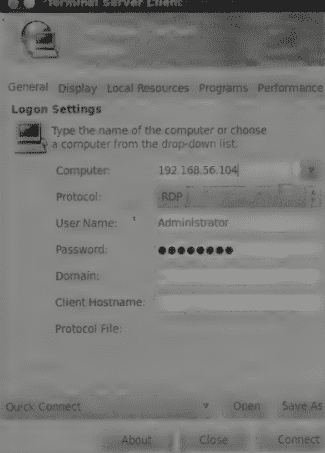 Terminal Server Client
General Display Local Resources Programs Performance
Logon Settings
Type the name of the computer or choose
a computer from the drop-down list.
Computer: 192.168.56.104
Protocol: RDP
User Name: Administrator
Password: ●●●●●●●●
Domain:
Client Hostname:
Protocol File:
Quick Connect Open Save As
About Close Connect